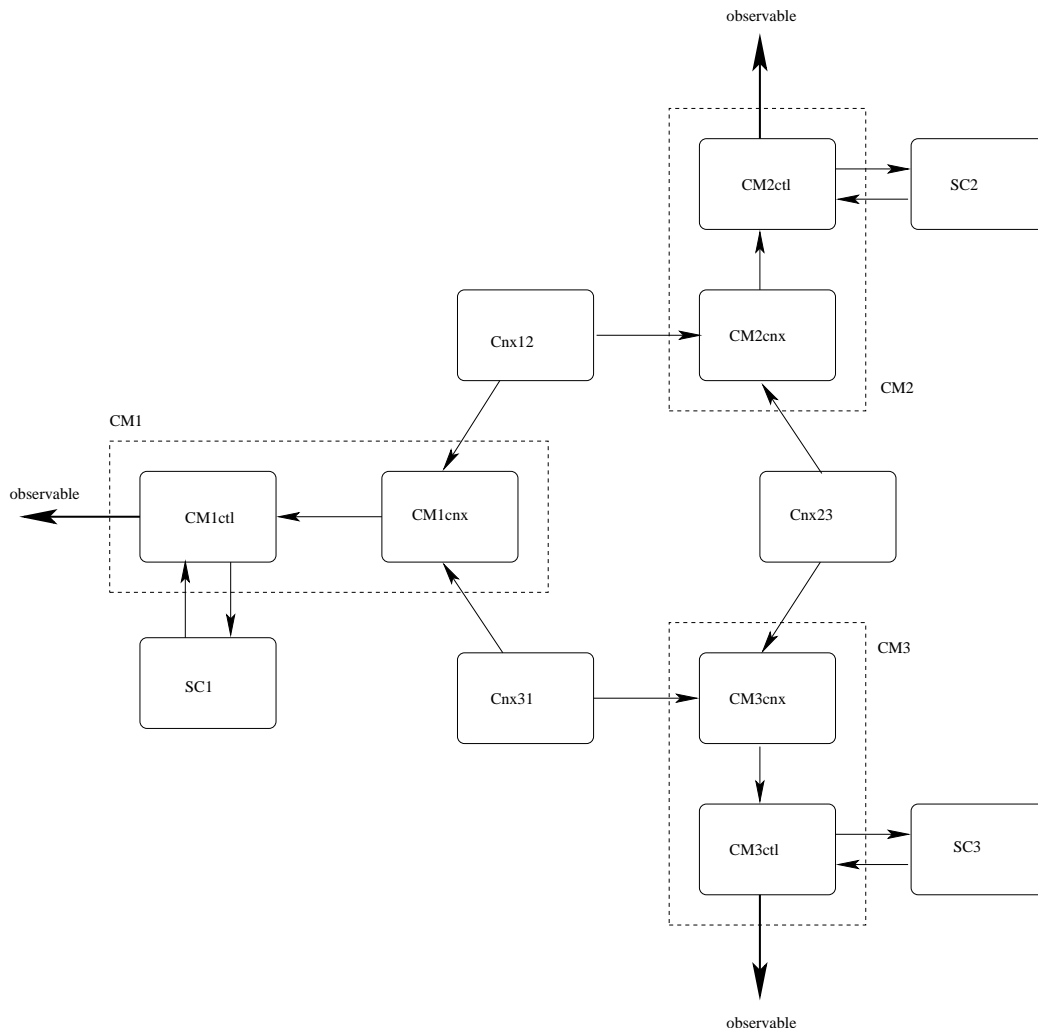 observable
CM2ctl
SC2
CM2cnx
Cnx12
CM2
CM1
observable
CM1ctl
CM1cnx
Cnx23
CM3
SC1
Cnx31
CM3cnx
CM3ctl
SC3
observable